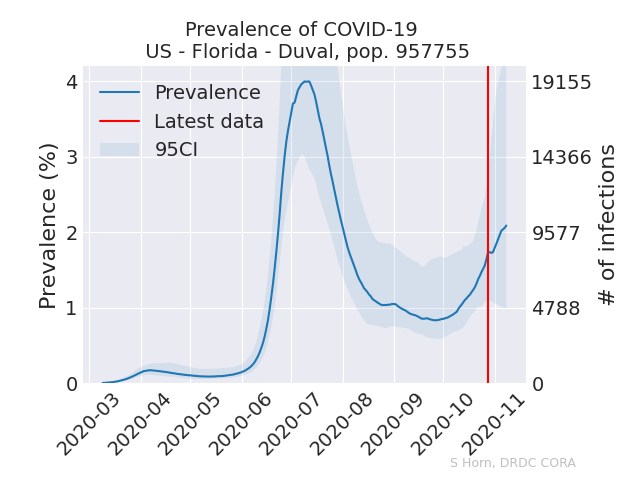 Prevalence of COVID-19
US - Florida - Duval, pop. 957755
Prevalence
Latest data
95CI
Prevalence (%)
4
3
2
1
0
19155
14366
9577
4788
0
# of infections
2020-03
2020-04
2020-05
2020-06
2020-07
2020-08
2020-09
2020-10
2020-11
S Horn, DRDC CORA